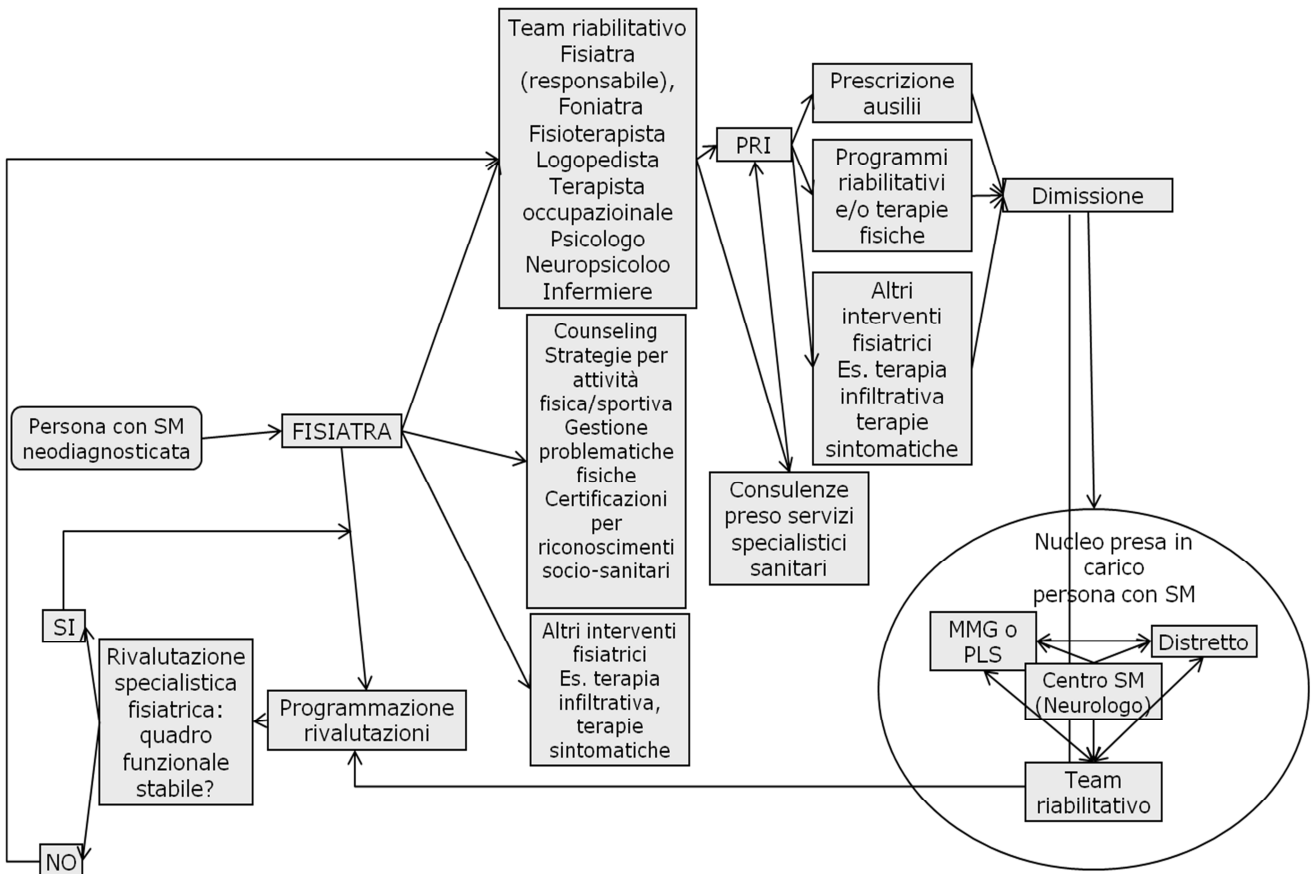 Team riabilitativo
Fisiatra
(responsabile),
Foniatra
Fisioterapista
Logopedista
Terapista
occupazioinale
Psicologo
Neuropsicoloo
Infermiere
PRI
Prescrizione
ausilii
Programmi
riabilitativi
e/o terapie
fisiche
Altri
interventi
fisiatrici
Es. terapia
infiltrativa
terapie
sintomatiche
Dimissione
Persona con SM
neodiagnosticata
FISIATRA
Counseling
Strategie per
attività
fisica/sportiva
Gestione
problematiche
fisiche
Certificazioni
per
riconoscimenti
socio-sanitari
Consulenze
preso servizi
specialistici
sanitari
Altri interventi
fisiatrici
Es. terapia
infiltrativa,
terapie
sintomatiche
Nucleo presa in
carico
persona con SM
MMG o
PLS
Distretto
Centro SM
(Neurologo)
Team
riabilitativo
SI
Rivalutazione
specialistica
fisiatrica:
quadro
funzionale
stabile?
Programmazione
rivalutazioni
NO